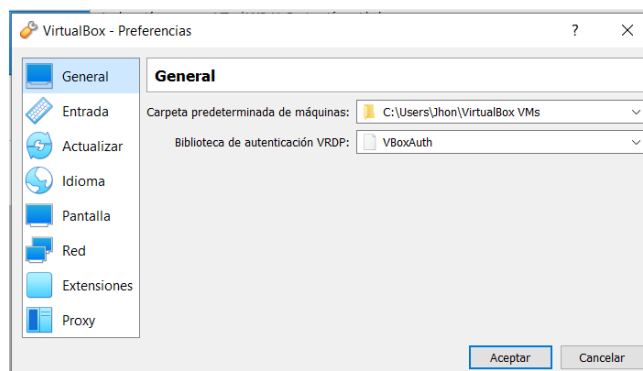 VirtualBox - Preferencias
?
General
General
Entrada
Carpeta predeterminada de máquinas:
C:\Users\Jhon\VirtualBox VMs
Biblioteca de autenticación VRDP:
VBoxAuth
Actualizar
Idioma
Pantalla
Red
Extensiones
Proxy
Aceptar
Cancelar